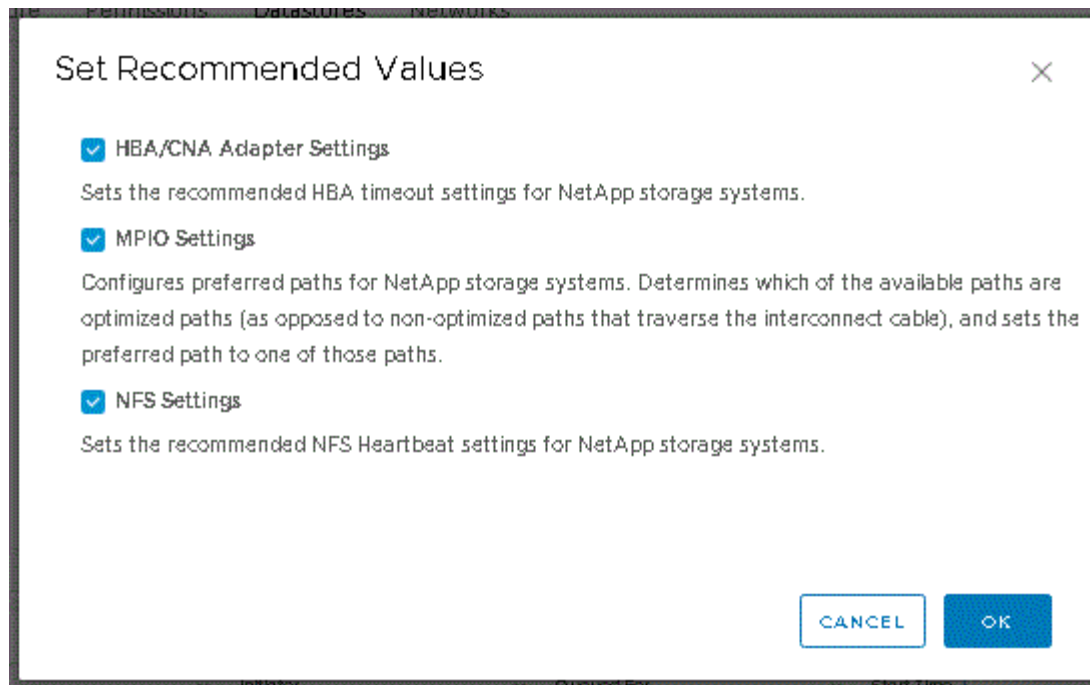 Permissions Datastores Networks
Set Recommended Values
HBA/CNA Adapter Settings
Sets the recommended HBA timeout settings for NetApp storage systems.
MPIO Settings
Configures preferred paths for NetApp storage systems. Determines which of the available paths are
optimized paths (as opposed to non-optimized paths that traverse the interconnect cable), and sets the
preferred path to one of those paths.
NFS Settings
Sets the recommended NFS Heartbeat settings for NetApp storage systems.
CANCEL OK